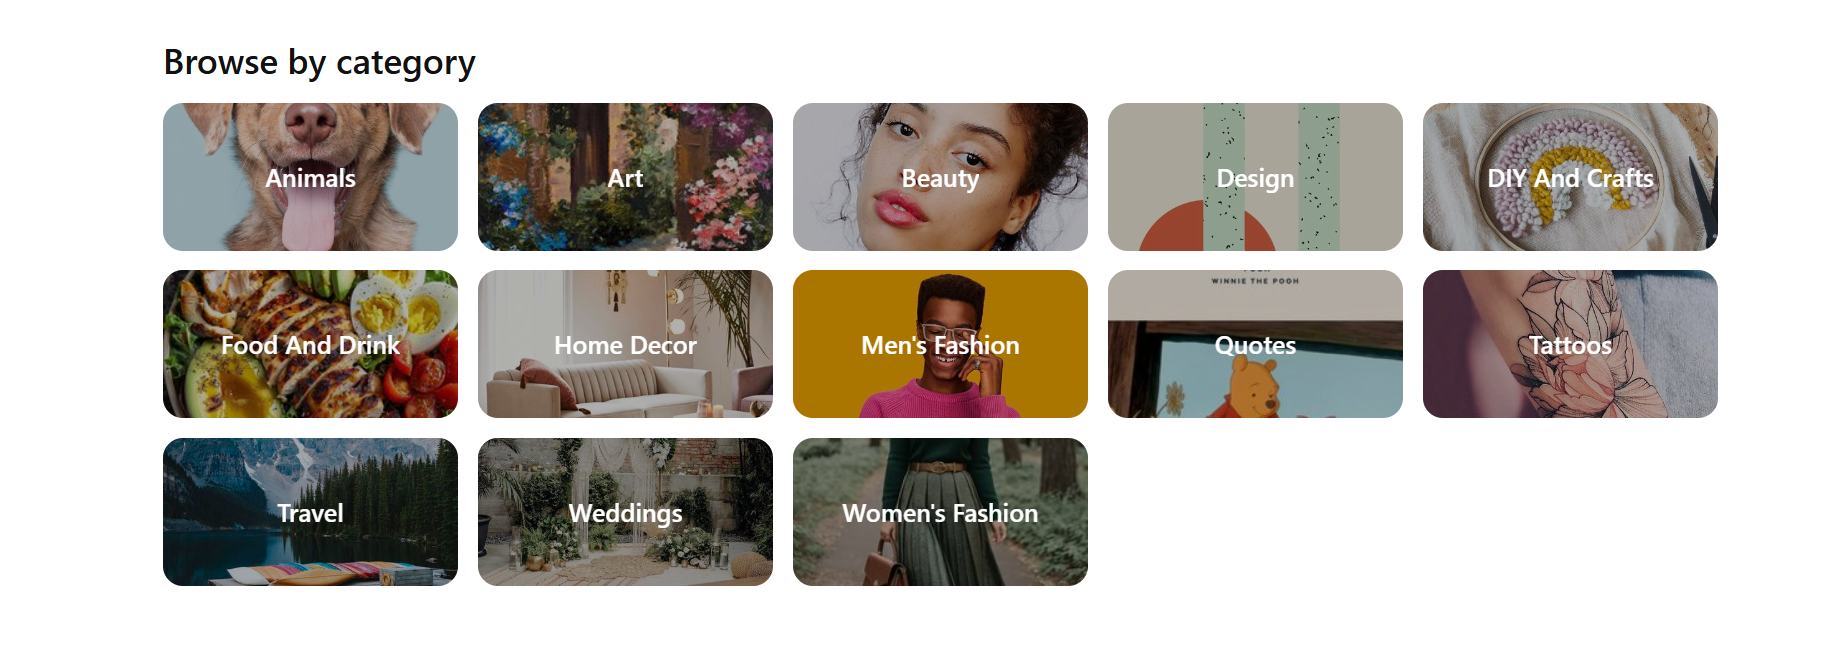 Browse by category
Animals
Art
Beauty
Design
DIY And Crafts
Food And Drink
Home Decor
Men's Fashion
WINNIE THE POOH
Quotes
Tattoos
Travel
Weddings
Women's Fashion